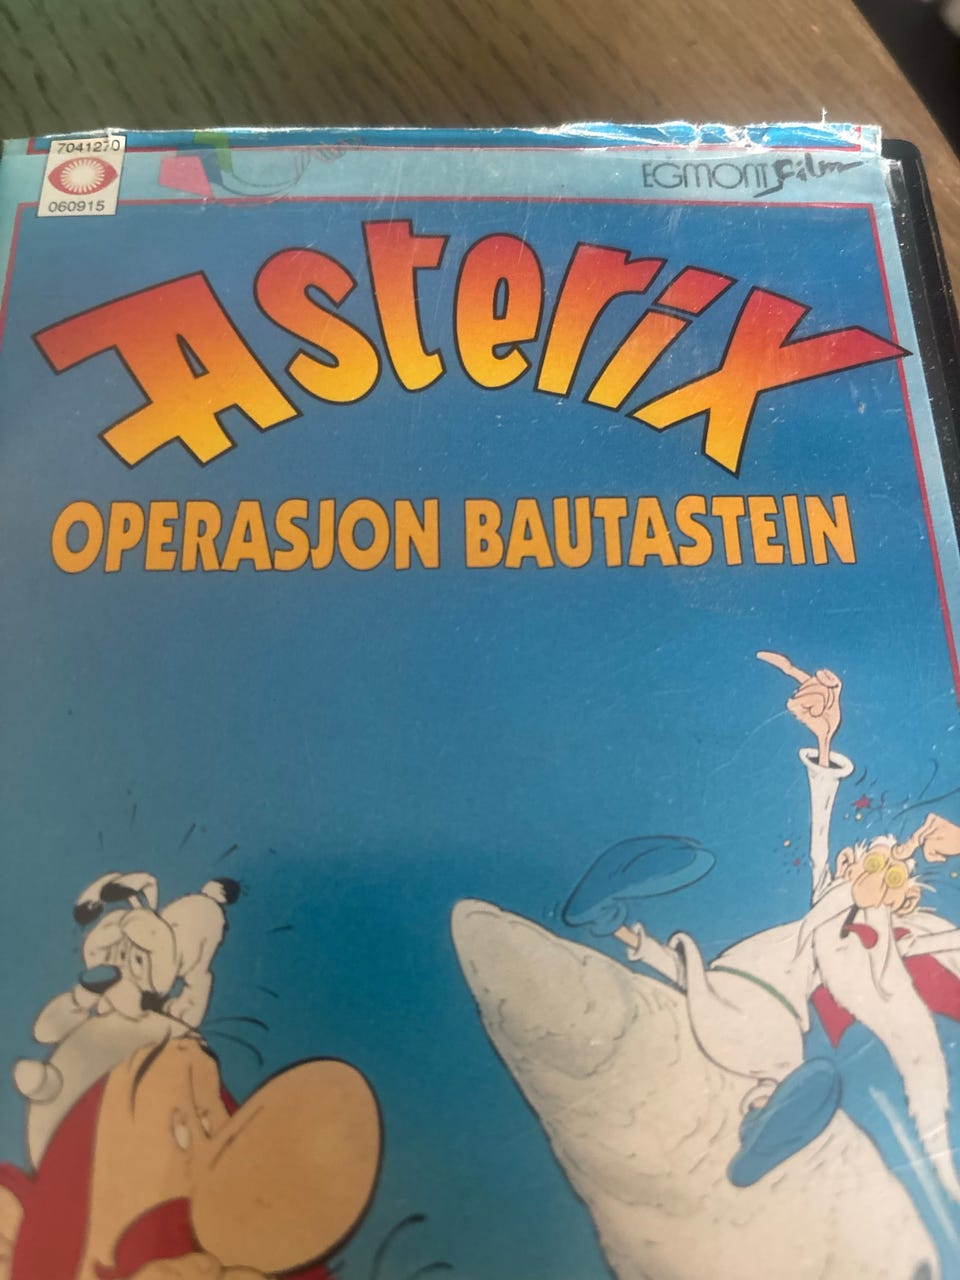 7041270
060915
EGMONT Film
Asterix
OPERASJON BAUTASTEIN